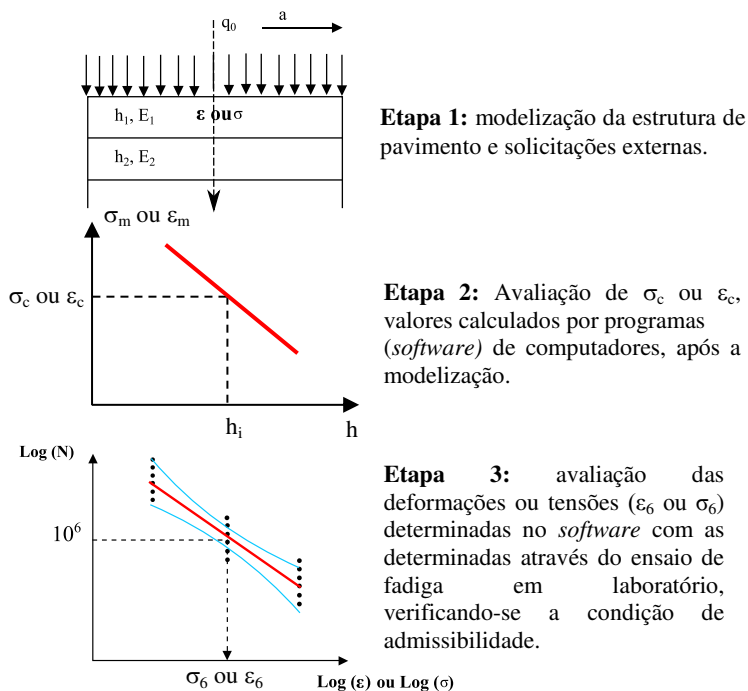 q0
a
h1, E1
ε ou σ
h2, E2
Etapa 1: modelização da estrutura de
pavimento e solicitações externas.
σm ou εm
σc ou εc
hi
h
Etapa 2: Avaliação de σc ou εc,
valores calculados por programas
(software) de computadores, após a
modelização.
Log (N)
10^6
σ6 ou ε6
Log (ε) ou Log (σ)
Etapa 3: avaliação das
deformações ou tensões (ε6 ou σ6)
determinadas no software com as
determinadas através do ensaio de
fadiga em laboratório,
verificando-se a condição de
admissibilidade.